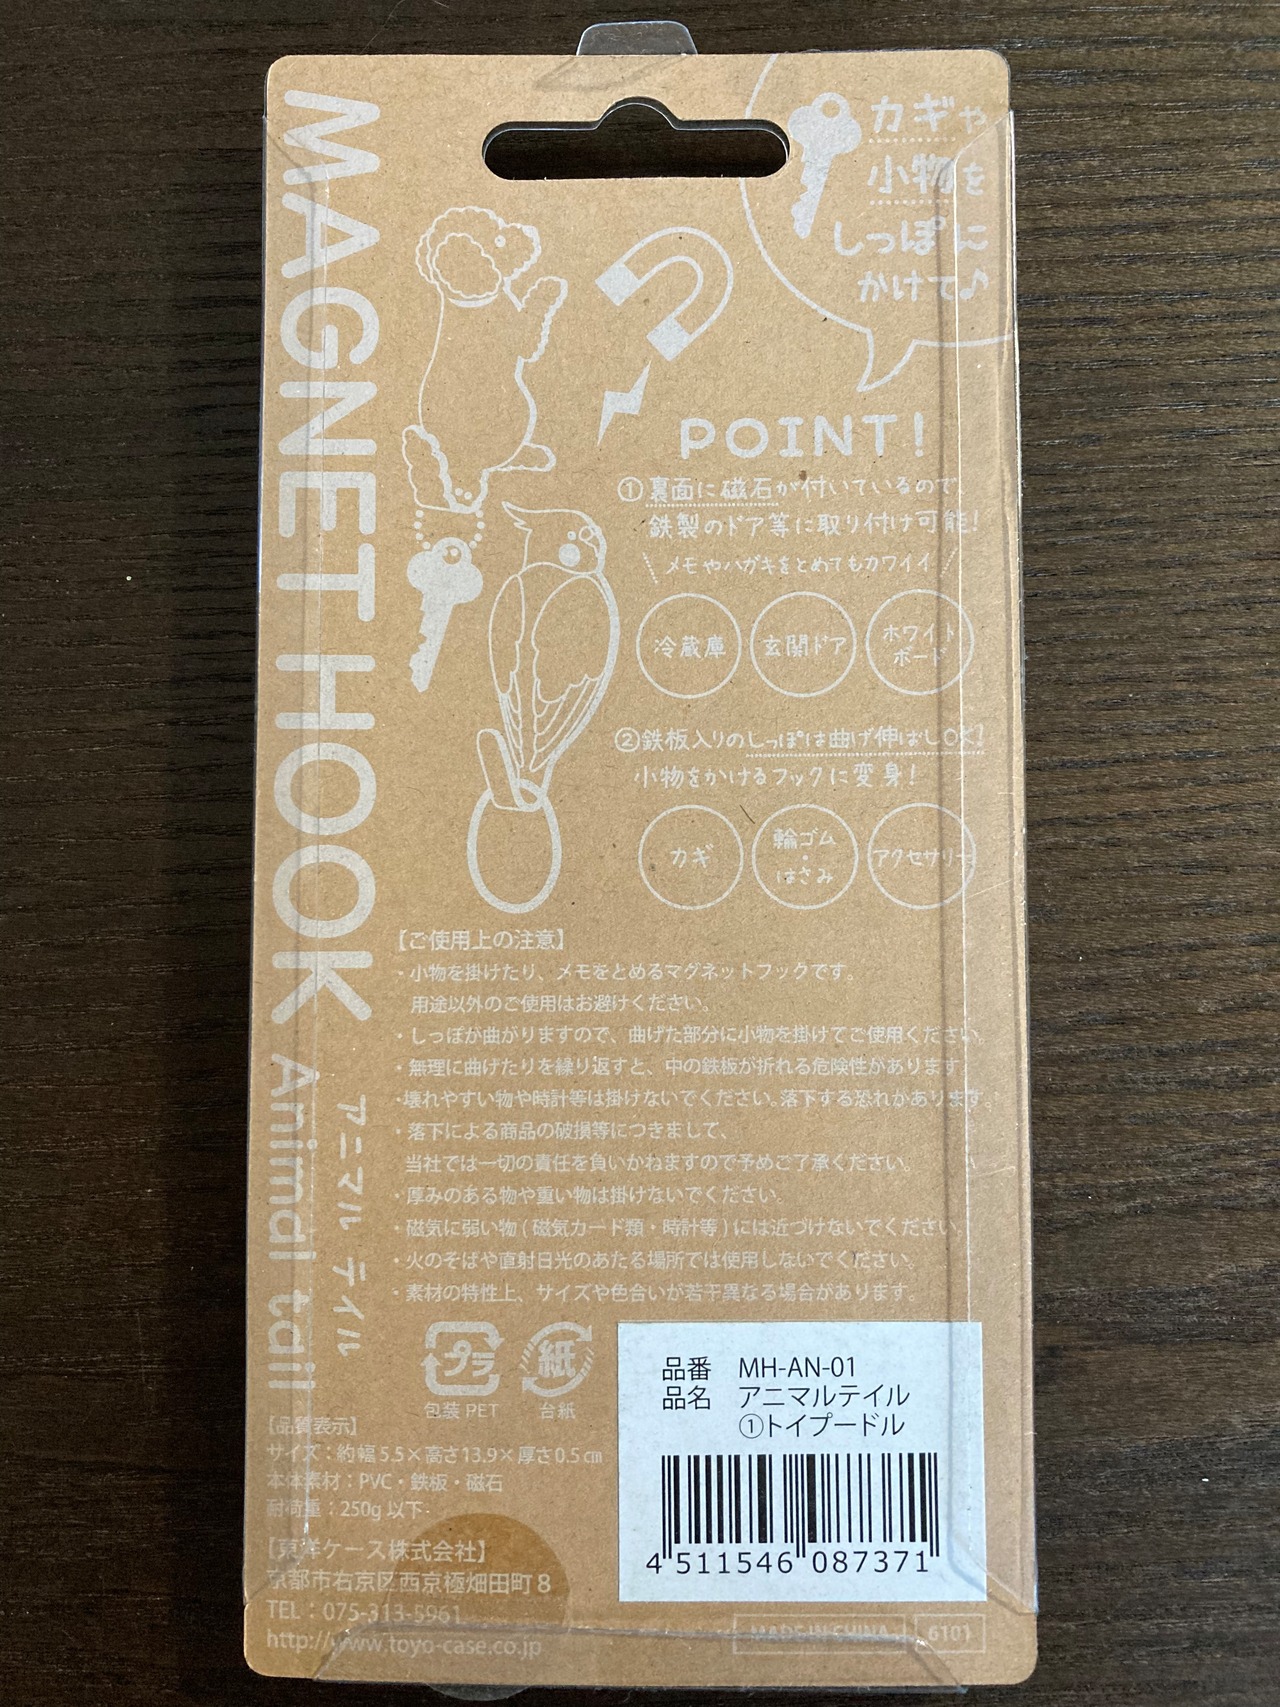 MAGNET HOOK Animal tail
アニマル テイル
カギや
小物を
しっぽに
かけて♪
POINT!
①裏面に磁石が付いているので
鉄製のドア等に取り付け可能!
\メモやハガキをとめてもカワイイ/
冷蔵庫
玄関ドア
ホワイト
ボード
②鉄板入りのしっぽは曲げ伸ばしOK!
小物をかけるフックに変身!
カギ
輪ゴム
・
はさみ
アクセサリー
【ご使用上の注意】
・小物を掛けたり、メモをとめるマグネットフックです。
用途以外のご使用はお避けください。
・しっぽが曲がりますので、曲げた部分に小物を掛けてご使用ください。
・無理に曲げたりを繰り返すと、中の鉄板が折れる危険性があります
・壊れやすい物や時計等は掛けないでください。落下する恐れがあります。
・落下による商品の破損等につきまして、
当社では一切の責任を負いかねますので予めご了承ください。
・厚みのある物や重い物は掛けないでください。
・磁気に弱い物(磁気カード類・時計等)には近づけないでください。
・火のそばや直射日光のあたる場所では使用しないでください。
・素材の特性上、サイズや色合いが若干異なる場合があります。
プラ
包装 PET
紙
台紙
【品質表示】
サイズ：約幅5.5×高さ13.9×厚さ0.5㎝
本体素材：PVC・鉄板・磁石
耐荷重：250g 以下
【東洋ケース株式会社】
京都市右京区西京極畑田町8
TEL：075-313-5961
http://www.toyo-case.co.jp
品番 MH-AN-01
品名 アニマルテイル
①トイプードル
4 511546 087371
MADE IN CHINA
6101